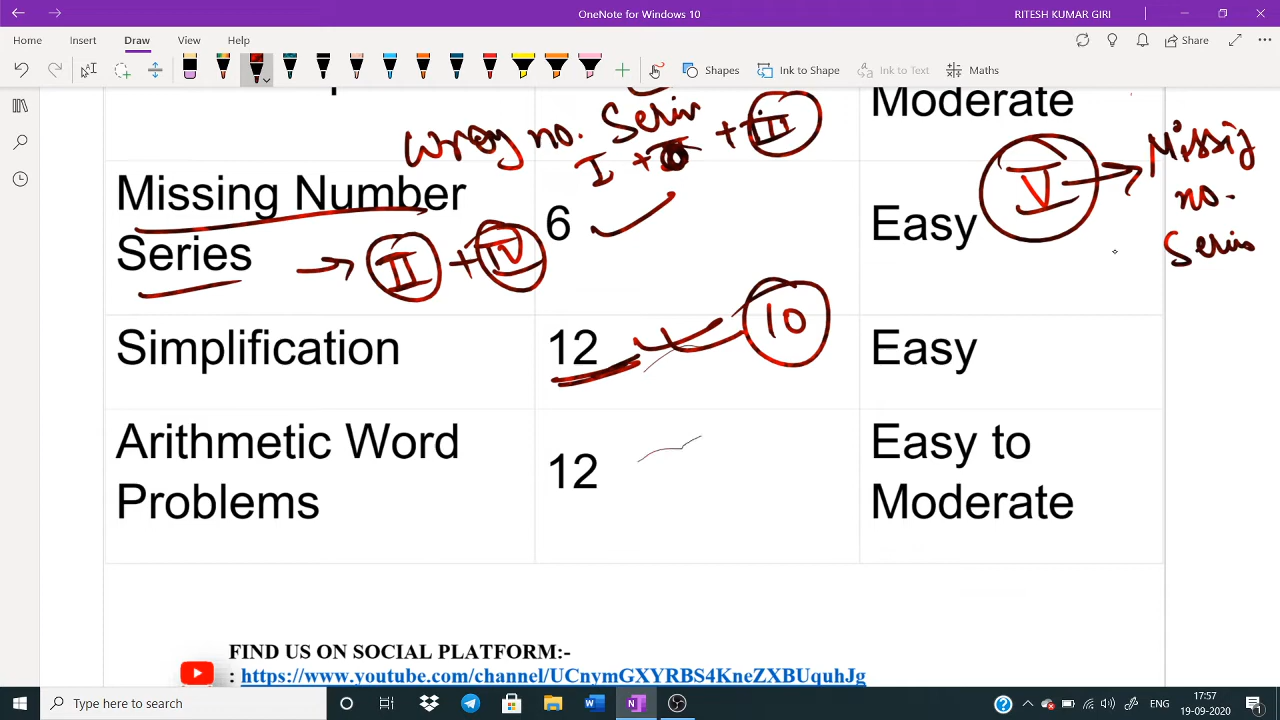 OneNote for Windows 10
RITESH KUMAR GIRI
Home Insert Draw View Help
Share
Shapes
Ink to Shape
Ink to Text
Maths
Moderate
Wrong no. Series
I + II + III
Missing Number
Series
→ II + IV
6
Easy
V → Missing
no.
Series
Simplification
12
10
Easy
Arithmetic Word
Problems
12
Easy to
Moderate
FIND US ON SOCIAL PLATFORM:-
: https://www.youtube.com/channel/UCnymGXYRBS4KneZXBUquhJg
Type here to search
ENG
17:57
19-09-2020